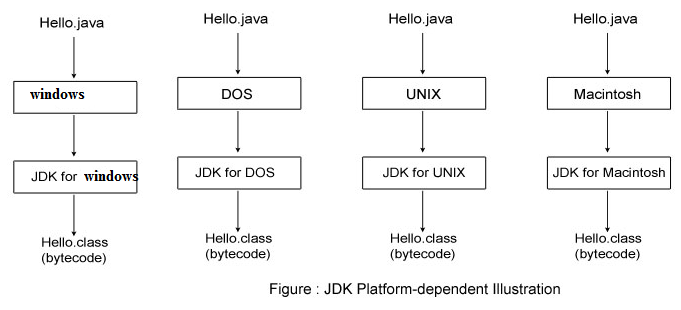 Hello.java
Hello.java
Hello.java
Hello.java
windows
DOS
UNIX
Macintosh
JDK for windows
JDK for DOS
JDK for UNIX
JDK for Macintosh
Hello.class
(bytecode)
Hello.class
(bytecode)
Hello.class
(bytecode)
Hello.class
(bytecode)
Figure : JDK Platform-dependent Illustration